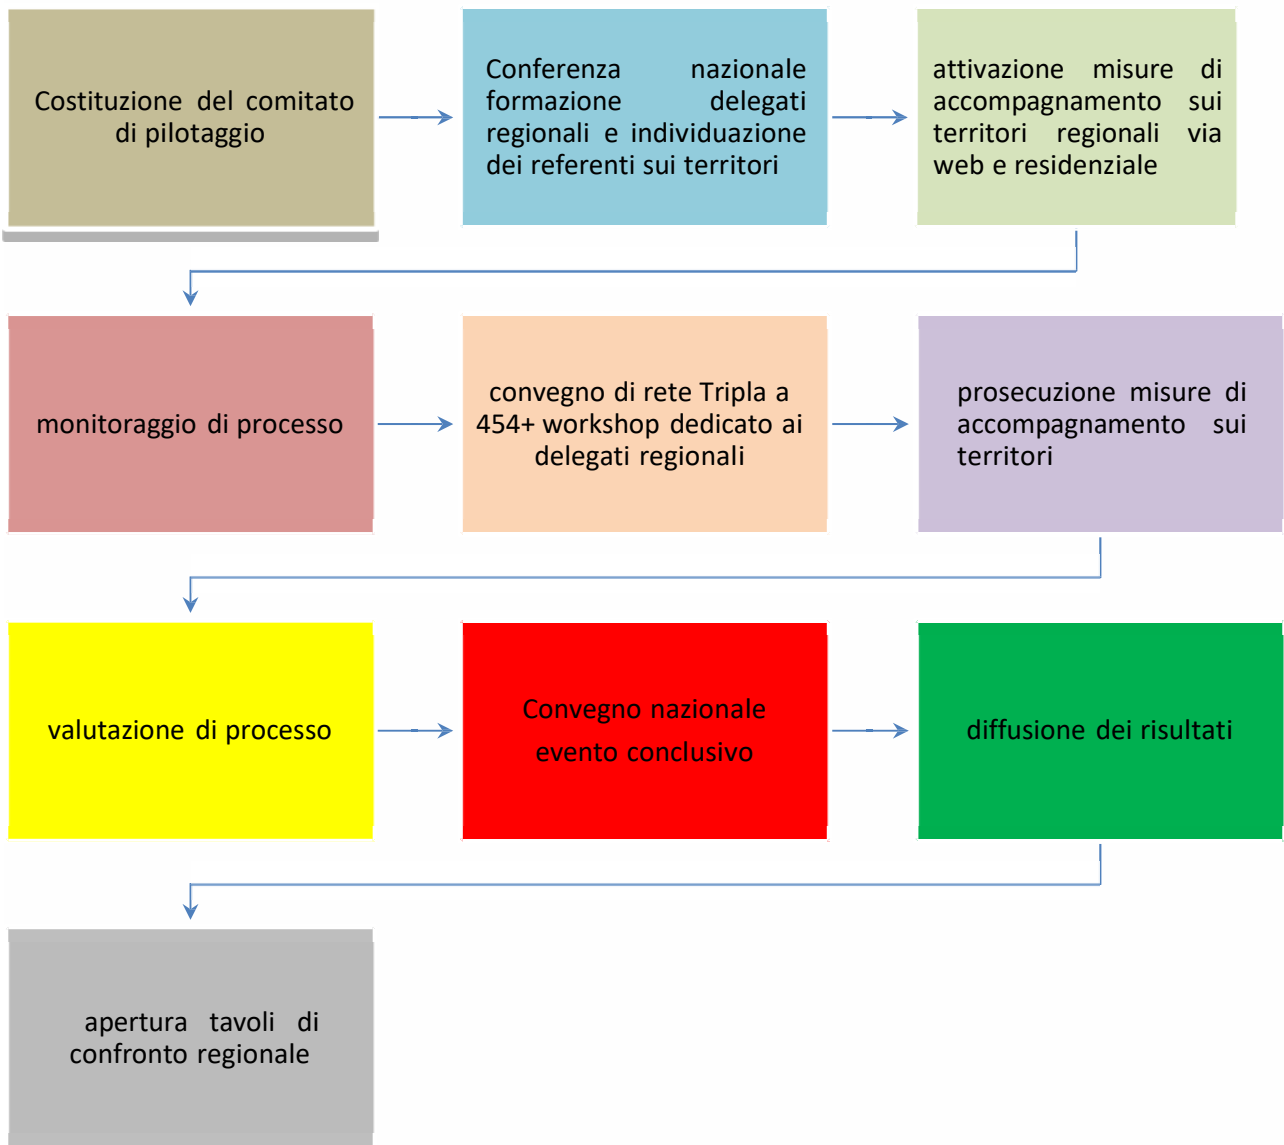 Costituzione del comitato
di pilotaggio
Conferenza nazionale
formazione delegati
regionali e individuazione
dei referenti sui territori
attivazione misure di
accompagnamento sui
territori regionali via
web e residenziale
monitoraggio di processo
convegno di rete Tripla a
454+ workshop dedicato ai
delegati regionali
prosecuzione misure di
accompagnamento sui
territori
valutazione di processo
Convegno nazionale
evento conclusivo
diffusione dei risultati
apertura tavoli di
confronto regionale